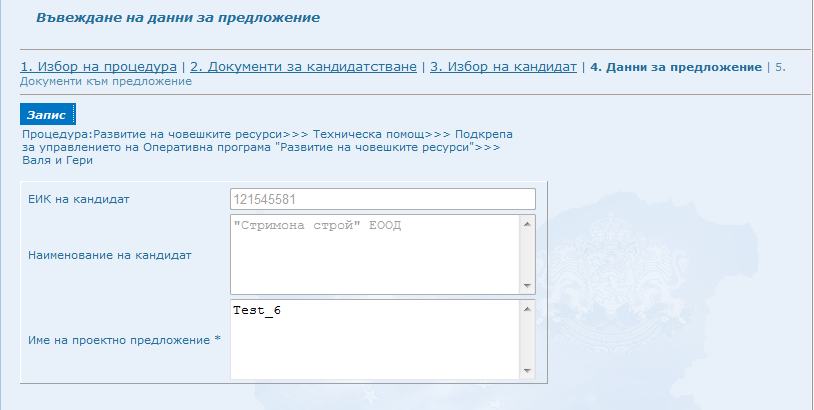 Въвеждане на данни за предложение
1. Избор на процедура | 2. Документи за кандидатстване | 3. Избор на кандидат | 4. Данни за предложение | 5.
Документи към предложение
Запис
Процедура:Развитие на човешките ресурси>>> Техническа помощ>>> Подкрепа
за управлението на Оперативна програма "Развитие на човешките ресурси">>>
Валя и Гери
ЕИК на кандидат 121545581
Наименование на кандидат "Стримона строй" ЕООД
Име на проектно предложение * Test_6